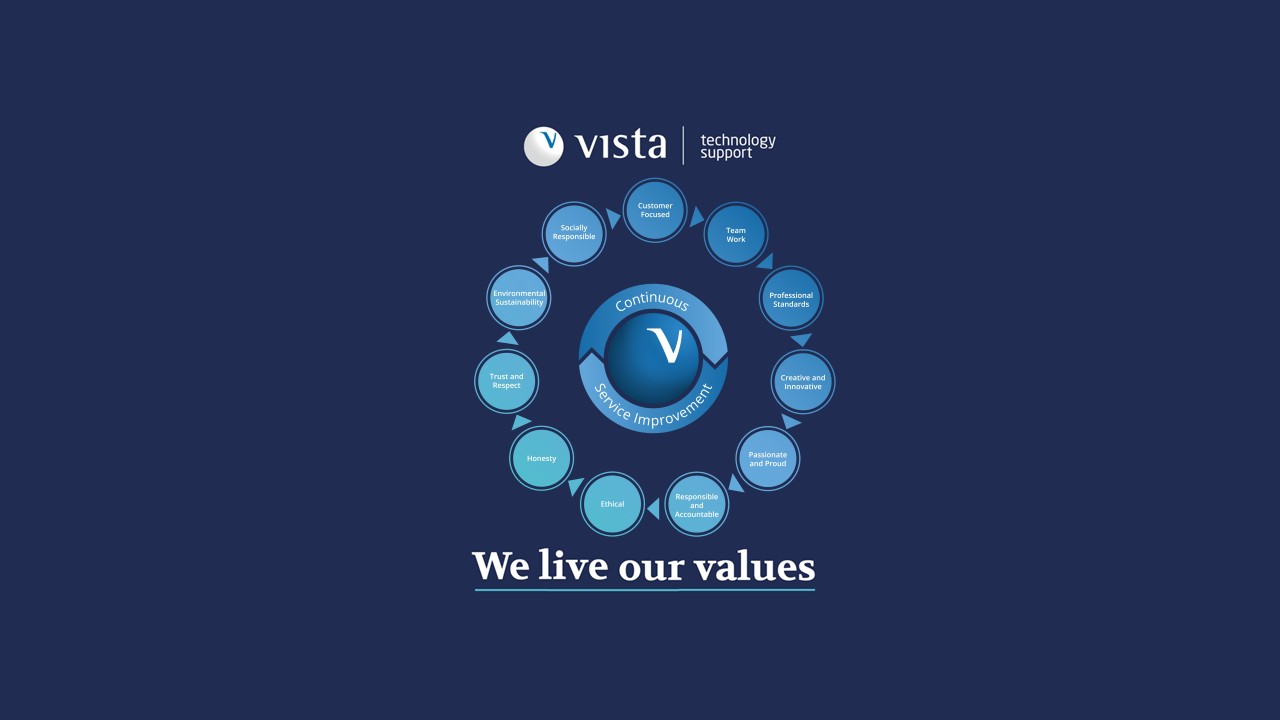 vista
technology
support
Customer
Focused
Team
Work
Professional
Standards
Creative and
Innovative
Passionate
and Proud
Responsible
and
Accountable
Ethical
Honesty
Trust and
Respect
Environmental
Sustainability
Socially
Responsible
Continuous
Service Improvement
We live our values